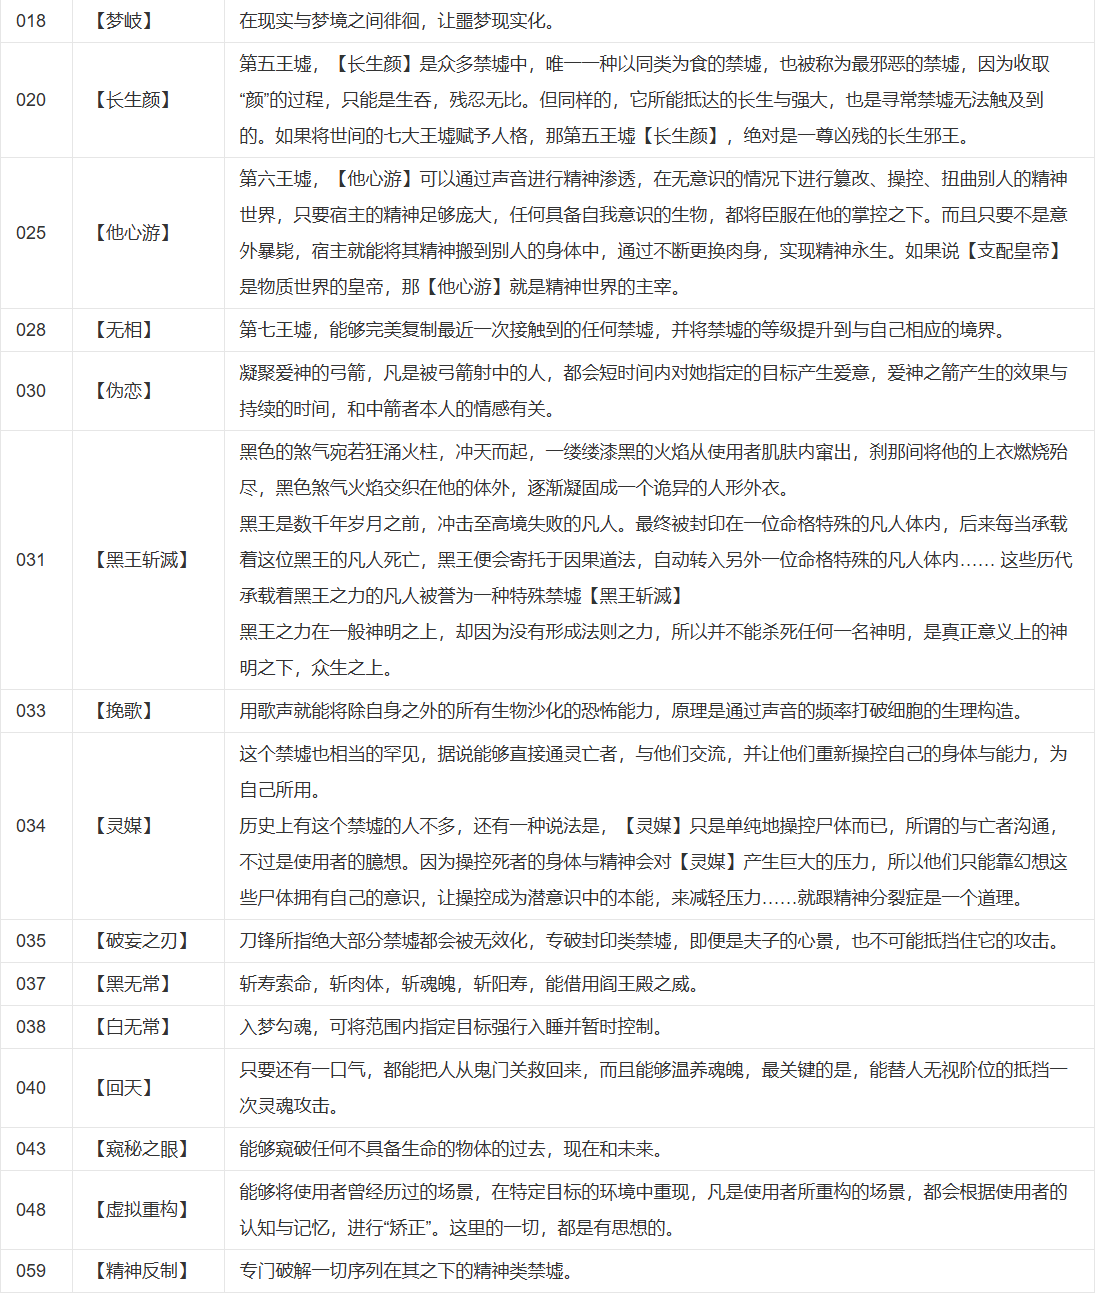 018 【梦岐】 在现实与梦境之间徘徊，让噩梦现实化。
第五王墟，【长生颜】是众多禁墟中，唯一一种以同类为食的禁墟，也被称为最邪恶的禁墟，因为收取
020 【长生颜】 “颜”的过程，只能是生吞，残忍无比。但同样的，它所能抵达的长生与强大，也是寻常禁墟无法触及到
的。如果将世间的七大王墟赋予人格，那第五王墟【长生颜】，绝对是一尊凶残的长生邪王。
第六王墟，【他心游】可以通过声音进行精神渗透，在无意识的情况下进行篡改、操控、扭曲别人的精神
025 【他心游】 世界，只要宿主的精神足够庞大，任何具备自我意识的生物，都将臣服在他的掌控之下。而且只要不是意
外暴毙，宿主就能将其精神搬到别人的身体中，通过不断更换肉身，实现精神永生。如果说【支配皇帝】
是物质世界的皇帝，那【他心游】就是精神世界的主宰。
028 【无相】 第七王墟，能够完美复制最近一次接触到的任何禁墟，并将禁墟的等级提升到与自己相应的境界。
030 【伪恋】 凝聚爱神的弓箭，凡是被弓箭射中的人，都会短时间内对她指定的目标产生爱意，爱神之箭产生的效果与
持续的时间，和中箭者本人的情感有关。
黑色的煞气宛若狂涌火柱，冲天而起，一缕缕漆黑的火焰从使用者肌肤内窜出，刹那间将他的上衣燃烧殆
尽，黑色煞气火焰交织在他的体外，逐渐凝固成一个诡异的人形外衣。
黑王是数千年岁月之前，冲击至高境失败的凡人。最终被封印在一位命格特殊的凡人体内，后来每当承载
031 【黑王斩滅】 着这位黑王的凡人死亡，黑王便会寄托于因果道法，自动转入另外一位命格特殊的凡人体内…… 这些历代
承载着黑王之力的凡人被誉为一种特殊禁墟【黑王斩滅】
黑王之力在一般神明之上，却因为没有形成法则之力，所以并不能杀死任何一名神明，是真正意义上的神
明之下，众生之上。
033 【挽歌】 用歌声就能将除自身之外的所有生物沙化的恐怖能力，原理是通过声音的频率打破细胞的生理构造。
这个禁墟也相当的罕见，据说能够直接通灵亡者，与他们交流，并让他们重新操控自己的身体与能力，为
自己所用。
034 【灵媒】 历史上有这个禁墟的人不多，还有一种说法是，【灵媒】只是单纯地操控尸体而已，所谓的与亡者沟通，
不过是使用者的臆想。因为操控死者的身体与精神会对【灵媒】产生巨大的压力，所以他们只能靠幻想这
些尸体拥有自己的意识，让操控成为潜意识中的本能，来减轻压力……就跟精神分裂症是一个道理。
035 【破妄之刃】 刀锋所指绝大部分禁墟都会被无效化，专破封印类禁墟，即便是夫子的心景，也不可能抵挡住它的攻击。
037 【黑无常】 斩寿索命，斩肉体，斩魂魄，斩阳寿，能借用阎王殿之威。
038 【白无常】 入梦勾魂，可将范围内指定目标强行入睡并暂时控制。
040 【回天】 只要还有一口气，都能把人从鬼门关救回来，而且能够温养魂魄，最关键的是，能替人无视阶位的抵挡一
次灵魂攻击。
043 【窥秘之眼】 能够窥破任何不具备生命的物体的过去，现在和未来。
048 【虚拟重构】 能够将使用者曾经历过的场景，在特定目标的环境中重现，凡是使用者所重构的场景，都会根据使用者的
认知与记忆，进行“矫正”。这里的一切，都是有思想的。
059 【精神反制】 专门破解一切序列在其之下的精神类禁墟。